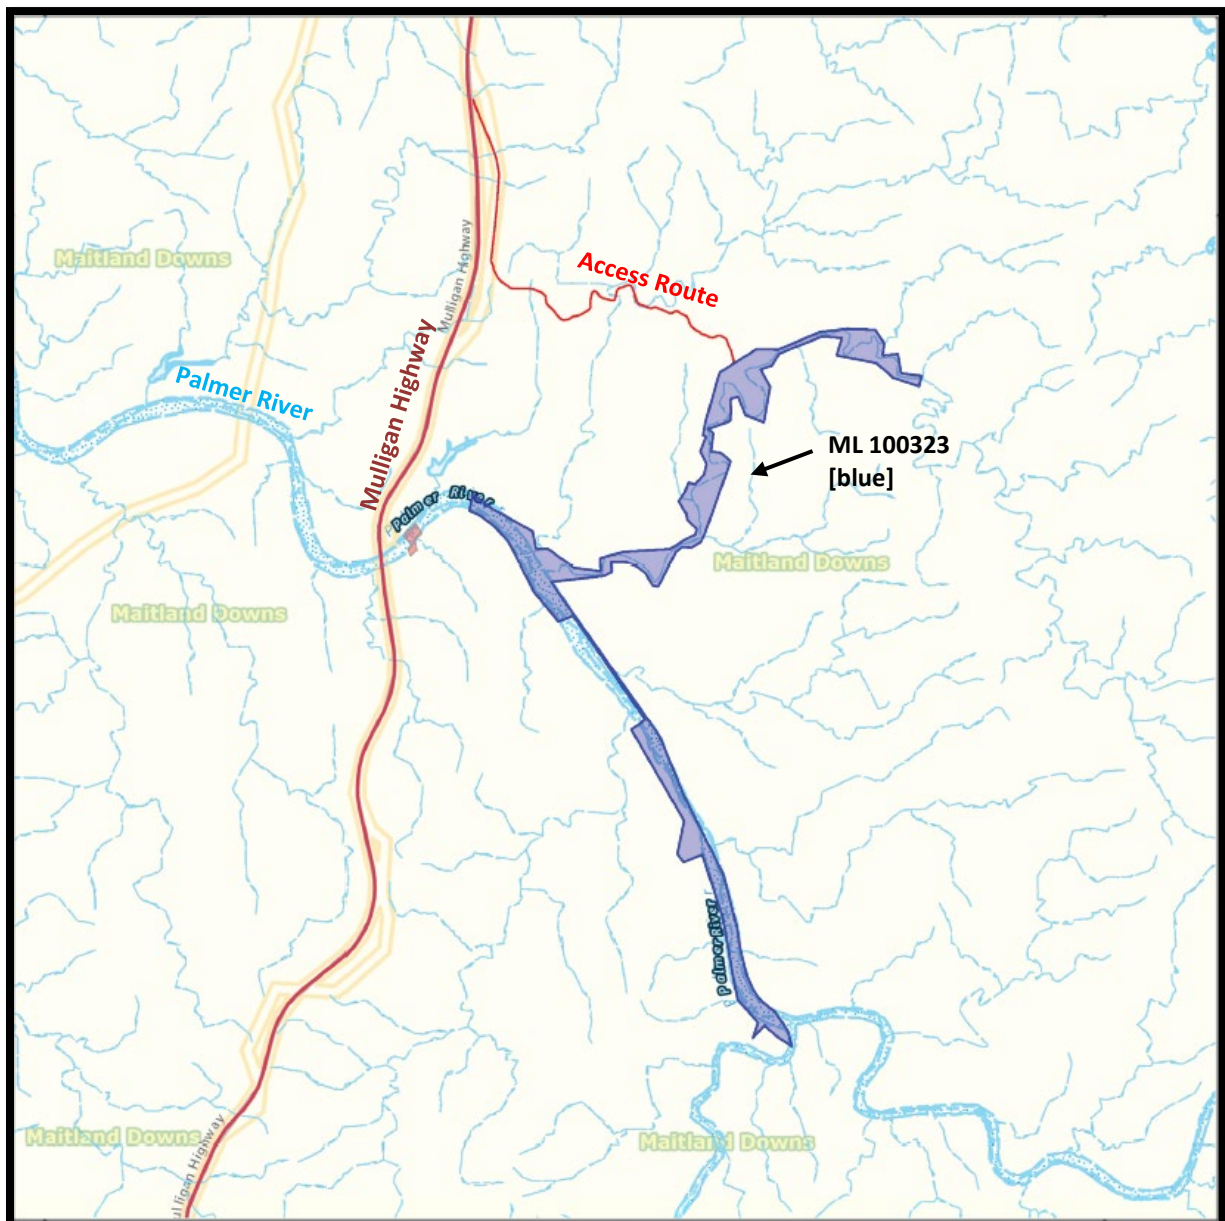 Mulligan Highway
Maitland Downs
Access Route
Mulligan Highway
Palmer River
ML 100323
[blue]
Palmer River
Maitland Downs
Maitland Downs
Palmer River
Maitland Downs
Maitland Downs
ulligan Highway